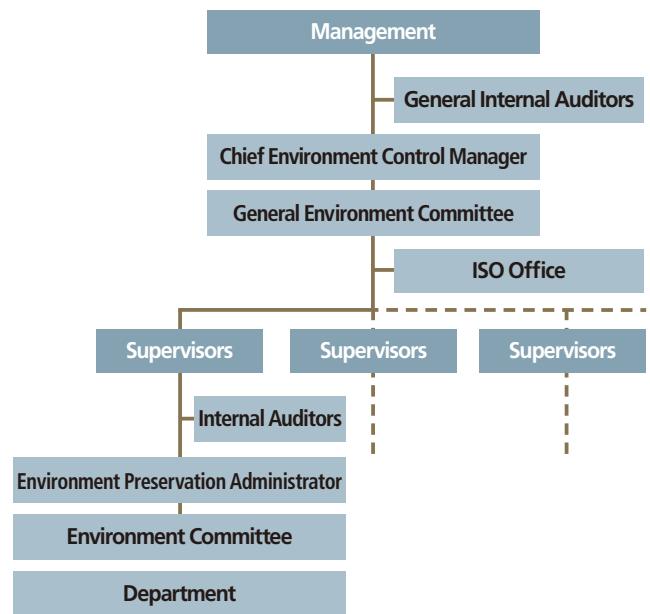 Management
General Internal Auditors
Chief Environment Control Manager
General Environment Committee
ISO Office
Supervisors
Supervisors
Supervisors
Internal Auditors
Environment Preservation Administrator
Environment Committee
Department